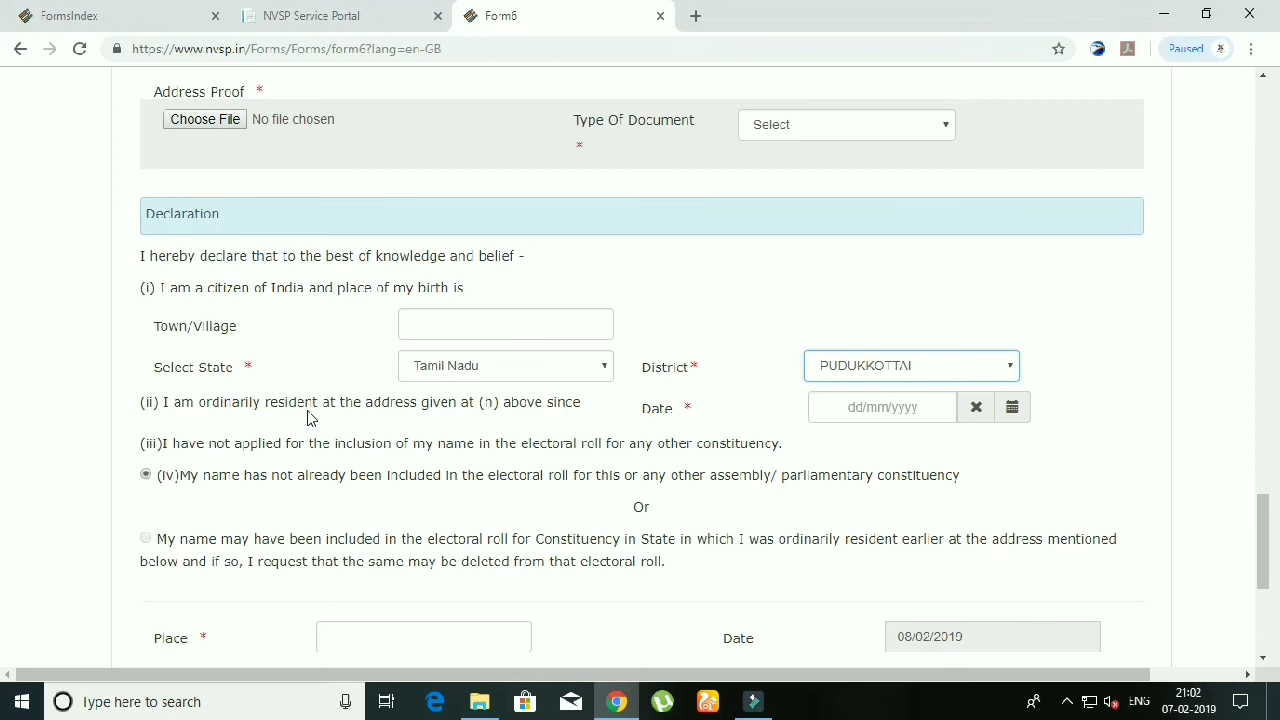 FormsIndex
NVSP Service Portal
Form6
https://www.nvsp.in/Forms/Forms/form6?lang=en-GB
Paused
Address Proof *
Choose File No file chosen
Type Of Document
*
Select
Declaration
I hereby declare that to the best of knowledge and belief -
(i) I am a citizen of India and place of my birth is
Town/Village
Select State * Tamil Nadu District* PUDUKKOTTAI
(ii) I am ordinarily resident at the address given at (h) above since
Date * dd/mm/yyyy
(iii)I have not applied for the inclusion of my name in the electoral roll for any other constituency.
(iv)My name has not already been included in the electoral roll for this or any other assembly/ parliamentary constituency
Or
My name may have been included in the electoral roll for Constituency in State in which I was ordinarily resident earlier at the address mentioned
below and if so, I request that the same may be deleted from that electoral roll.
Place * Date 08/02/2019
Type here to search
ENG
21:02
07-02-2019